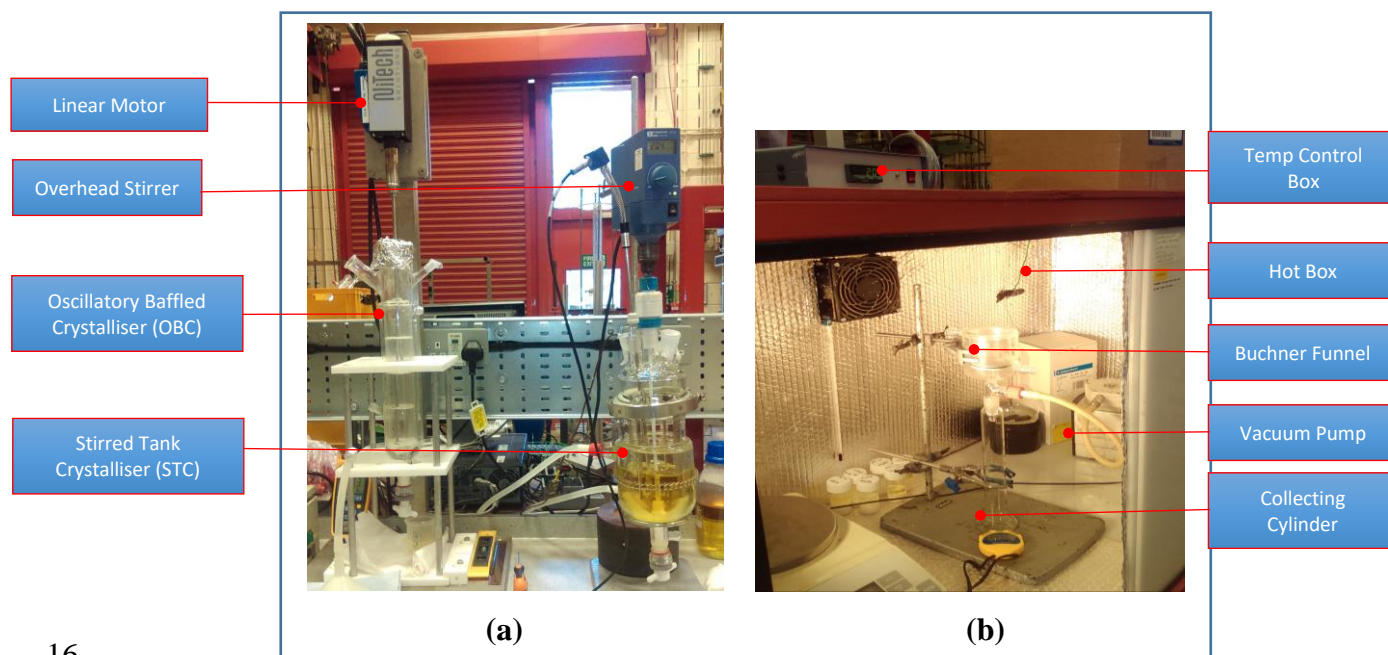 Linear Motor
Overhead Stirrer
Oscillatory Baffled
Crystalliser (OBC)
Stirred Tank
Crystalliser (STC)
NiTech
Temp Control
Box
Hot Box
Buchner Funnel
Vacuum Pump
Collecting
Cylinder
(a)
(b)
16